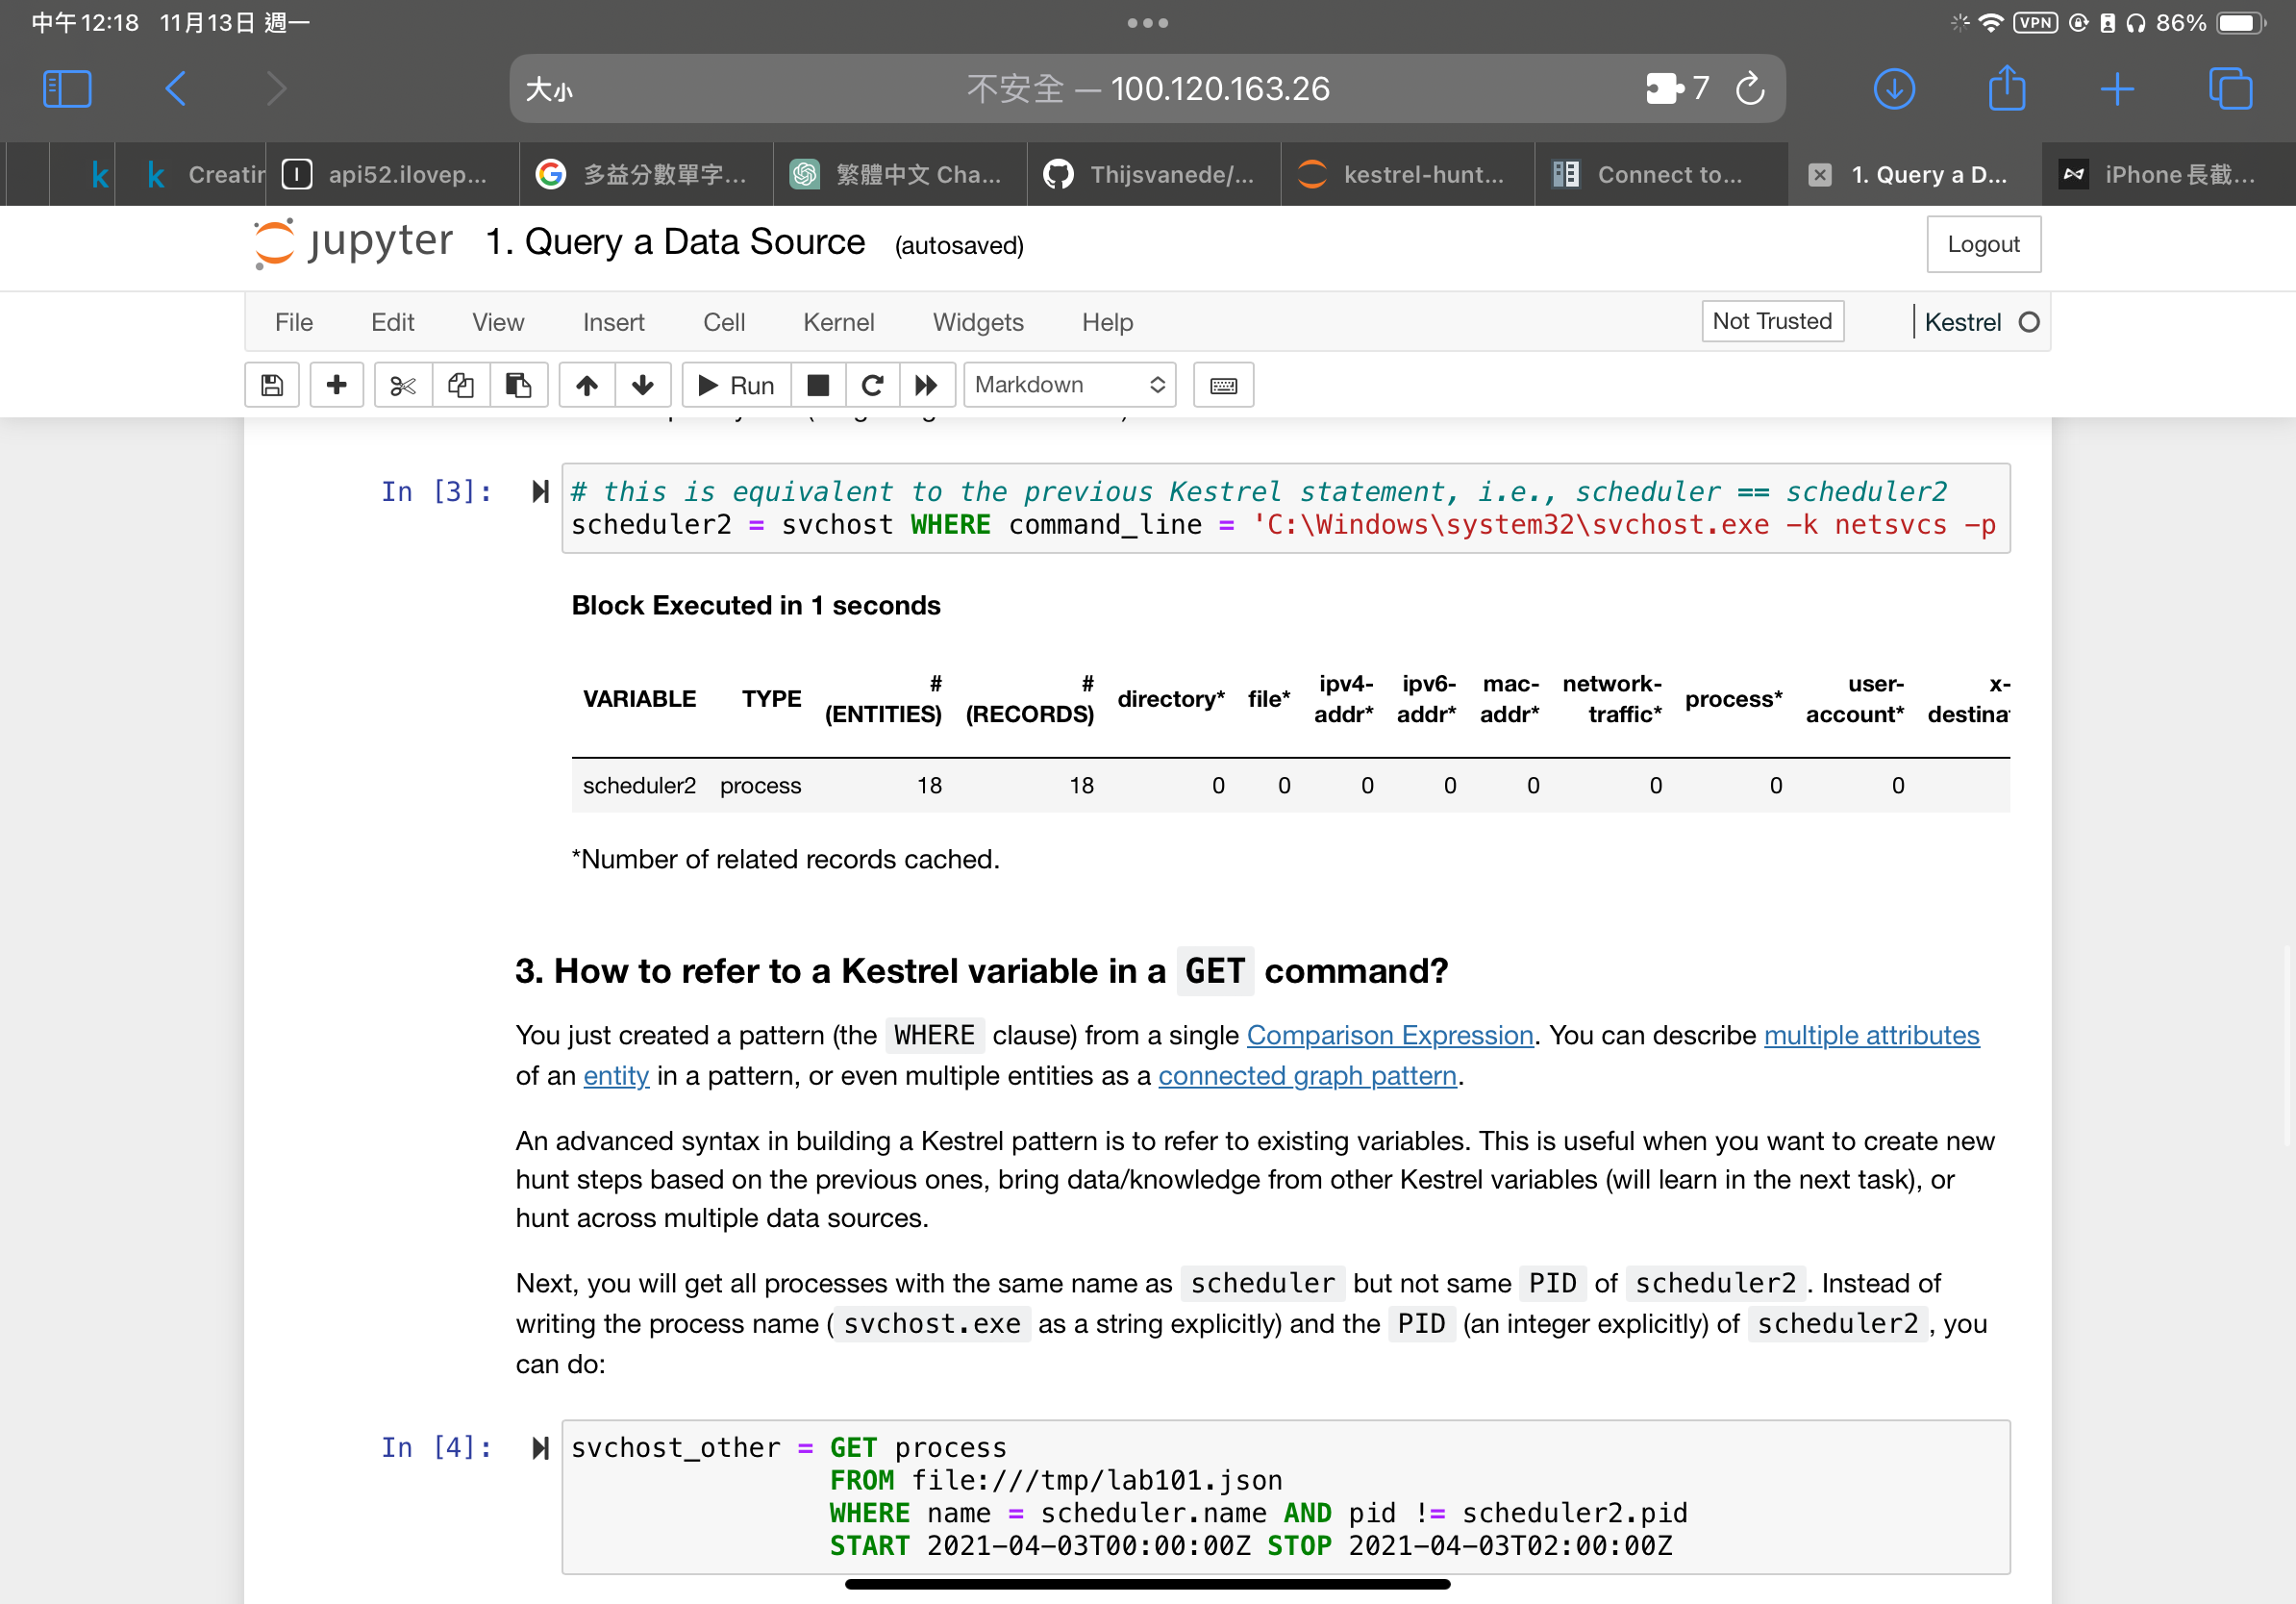 中午12:18 11月13日 週一
VPN 86%
大小 不安全 — 100.120.163.26 7
k k Creatin api52.ilovep... 多益分數單字... 繁體中文 Cha... Thijsvanede/... kestrel-hunt... Connect to... 1. Query a D... iPhone 長截...
jupyter 1. Query a Data Source (autosaved) Logout
File Edit View Insert Cell Kernel Widgets Help Not Trusted Kestrel
Run Markdown
In [3]: # this is equivalent to the previous Kestrel statement, i.e., scheduler == scheduler2
scheduler2 = svchost WHERE command_line = 'C:\Windows\system32\svchost.exe -k netsvcs -p
Block Executed in 1 seconds
VARIABLE TYPE # (ENTITIES) # (RECORDS) directory* file* ipv4-addr* ipv6-addr* mac-addr* network-traffic* process* user-account* x-destina
scheduler2 process 18 18 0 0 0 0 0 0 0 0
*Number of related records cached.
3. How to refer to a Kestrel variable in a GET command?
You just created a pattern (the WHERE clause) from a single Comparison Expression. You can describe multiple attributes
of an entity in a pattern, or even multiple entities as a connected graph pattern.
An advanced syntax in building a Kestrel pattern is to refer to existing variables. This is useful when you want to create new
hunt steps based on the previous ones, bring data/knowledge from other Kestrel variables (will learn in the next task), or
hunt across multiple data sources.
Next, you will get all processes with the same name as scheduler but not same PID of scheduler2. Instead of
writing the process name (svchost.exe as a string explicitly) and the PID (an integer explicitly) of scheduler2, you
can do:
In [4]: svchost_other = GET process
FROM file:///tmp/lab101.json
WHERE name = scheduler.name AND pid != scheduler2.pid
START 2021-04-03T00:00:00Z STOP 2021-04-03T02:00:00Z